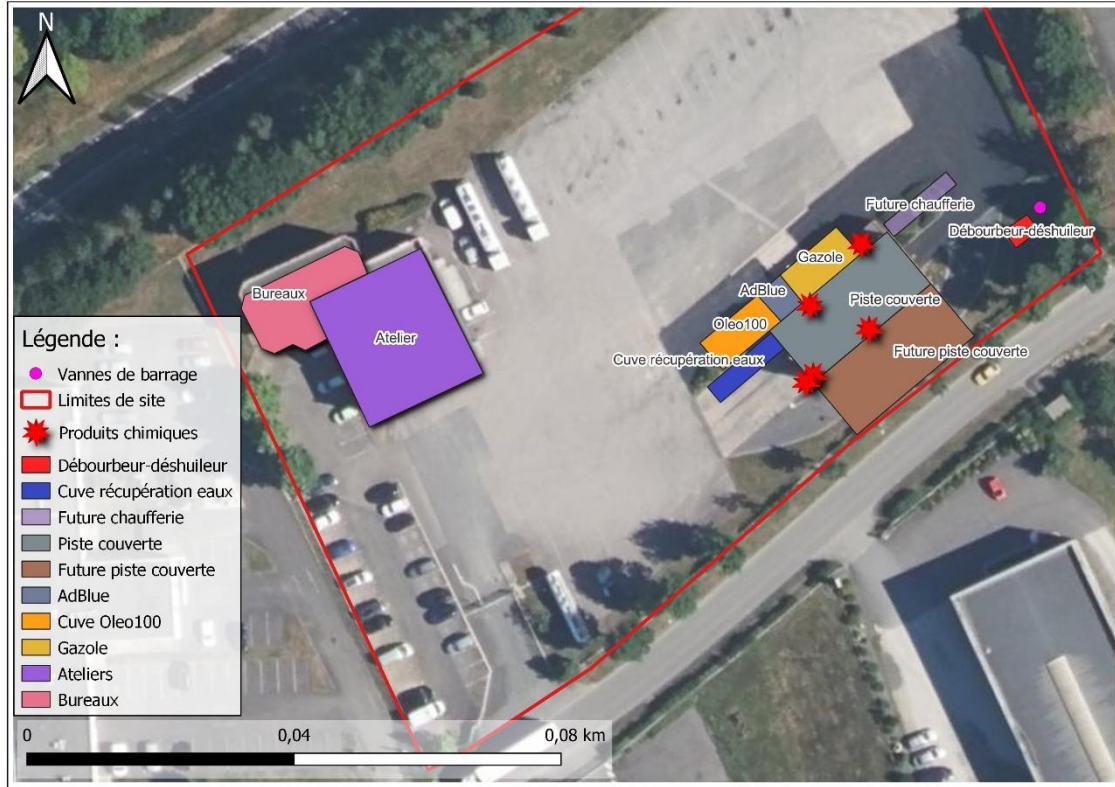 N
Future chaufferie
Débourbeur-déshuileur
Gazole
AdBlue
Piste couverte
Oleo100
Cuve récupération eaux
Future piste couverte
Bureaux
Atelier
Légende :
Vannes de barrage
Limites de site
Produits chimiques
Débourbeur-déshuileur
Cuve récupération eaux
Future chaufferie
Piste couverte
Future piste couverte
AdBlue
Cuve Oleo100
Gazole
Ateliers
Bureaux
0 0,04 0,08 km